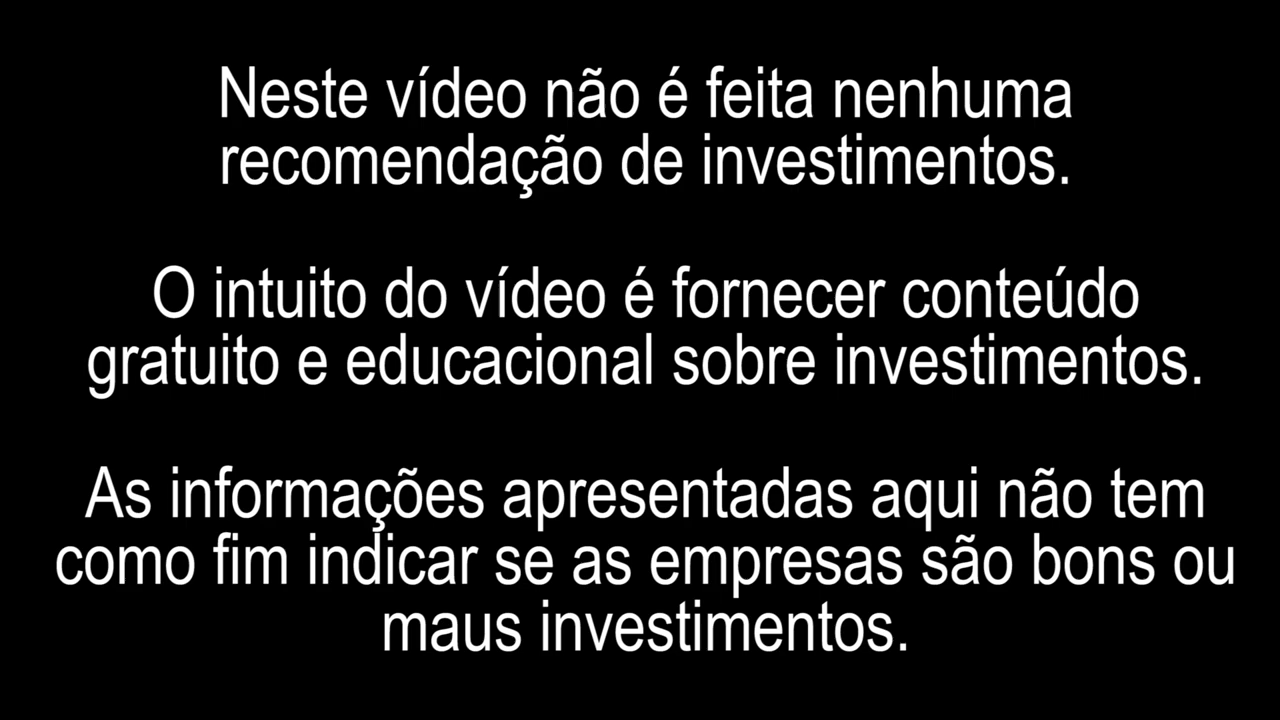 Neste vídeo não é feita nenhuma
recomendação de investimentos.
O intuito do vídeo é fornecer conteúdo
gratuito e educacional sobre investimentos.
As informações apresentadas aqui não tem
como fim indicar se as empresas são bons ou
maus investimentos.